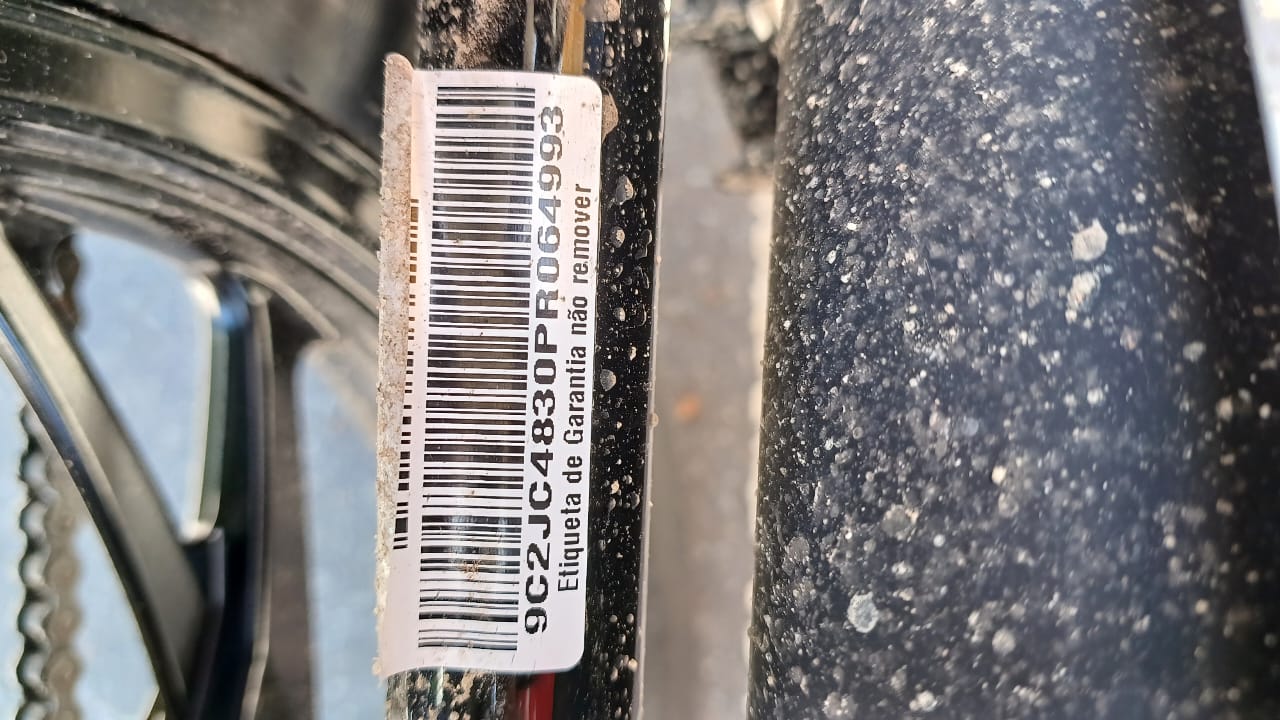 9C2JC4830PR064993
Etiqueta de Garantia não remover